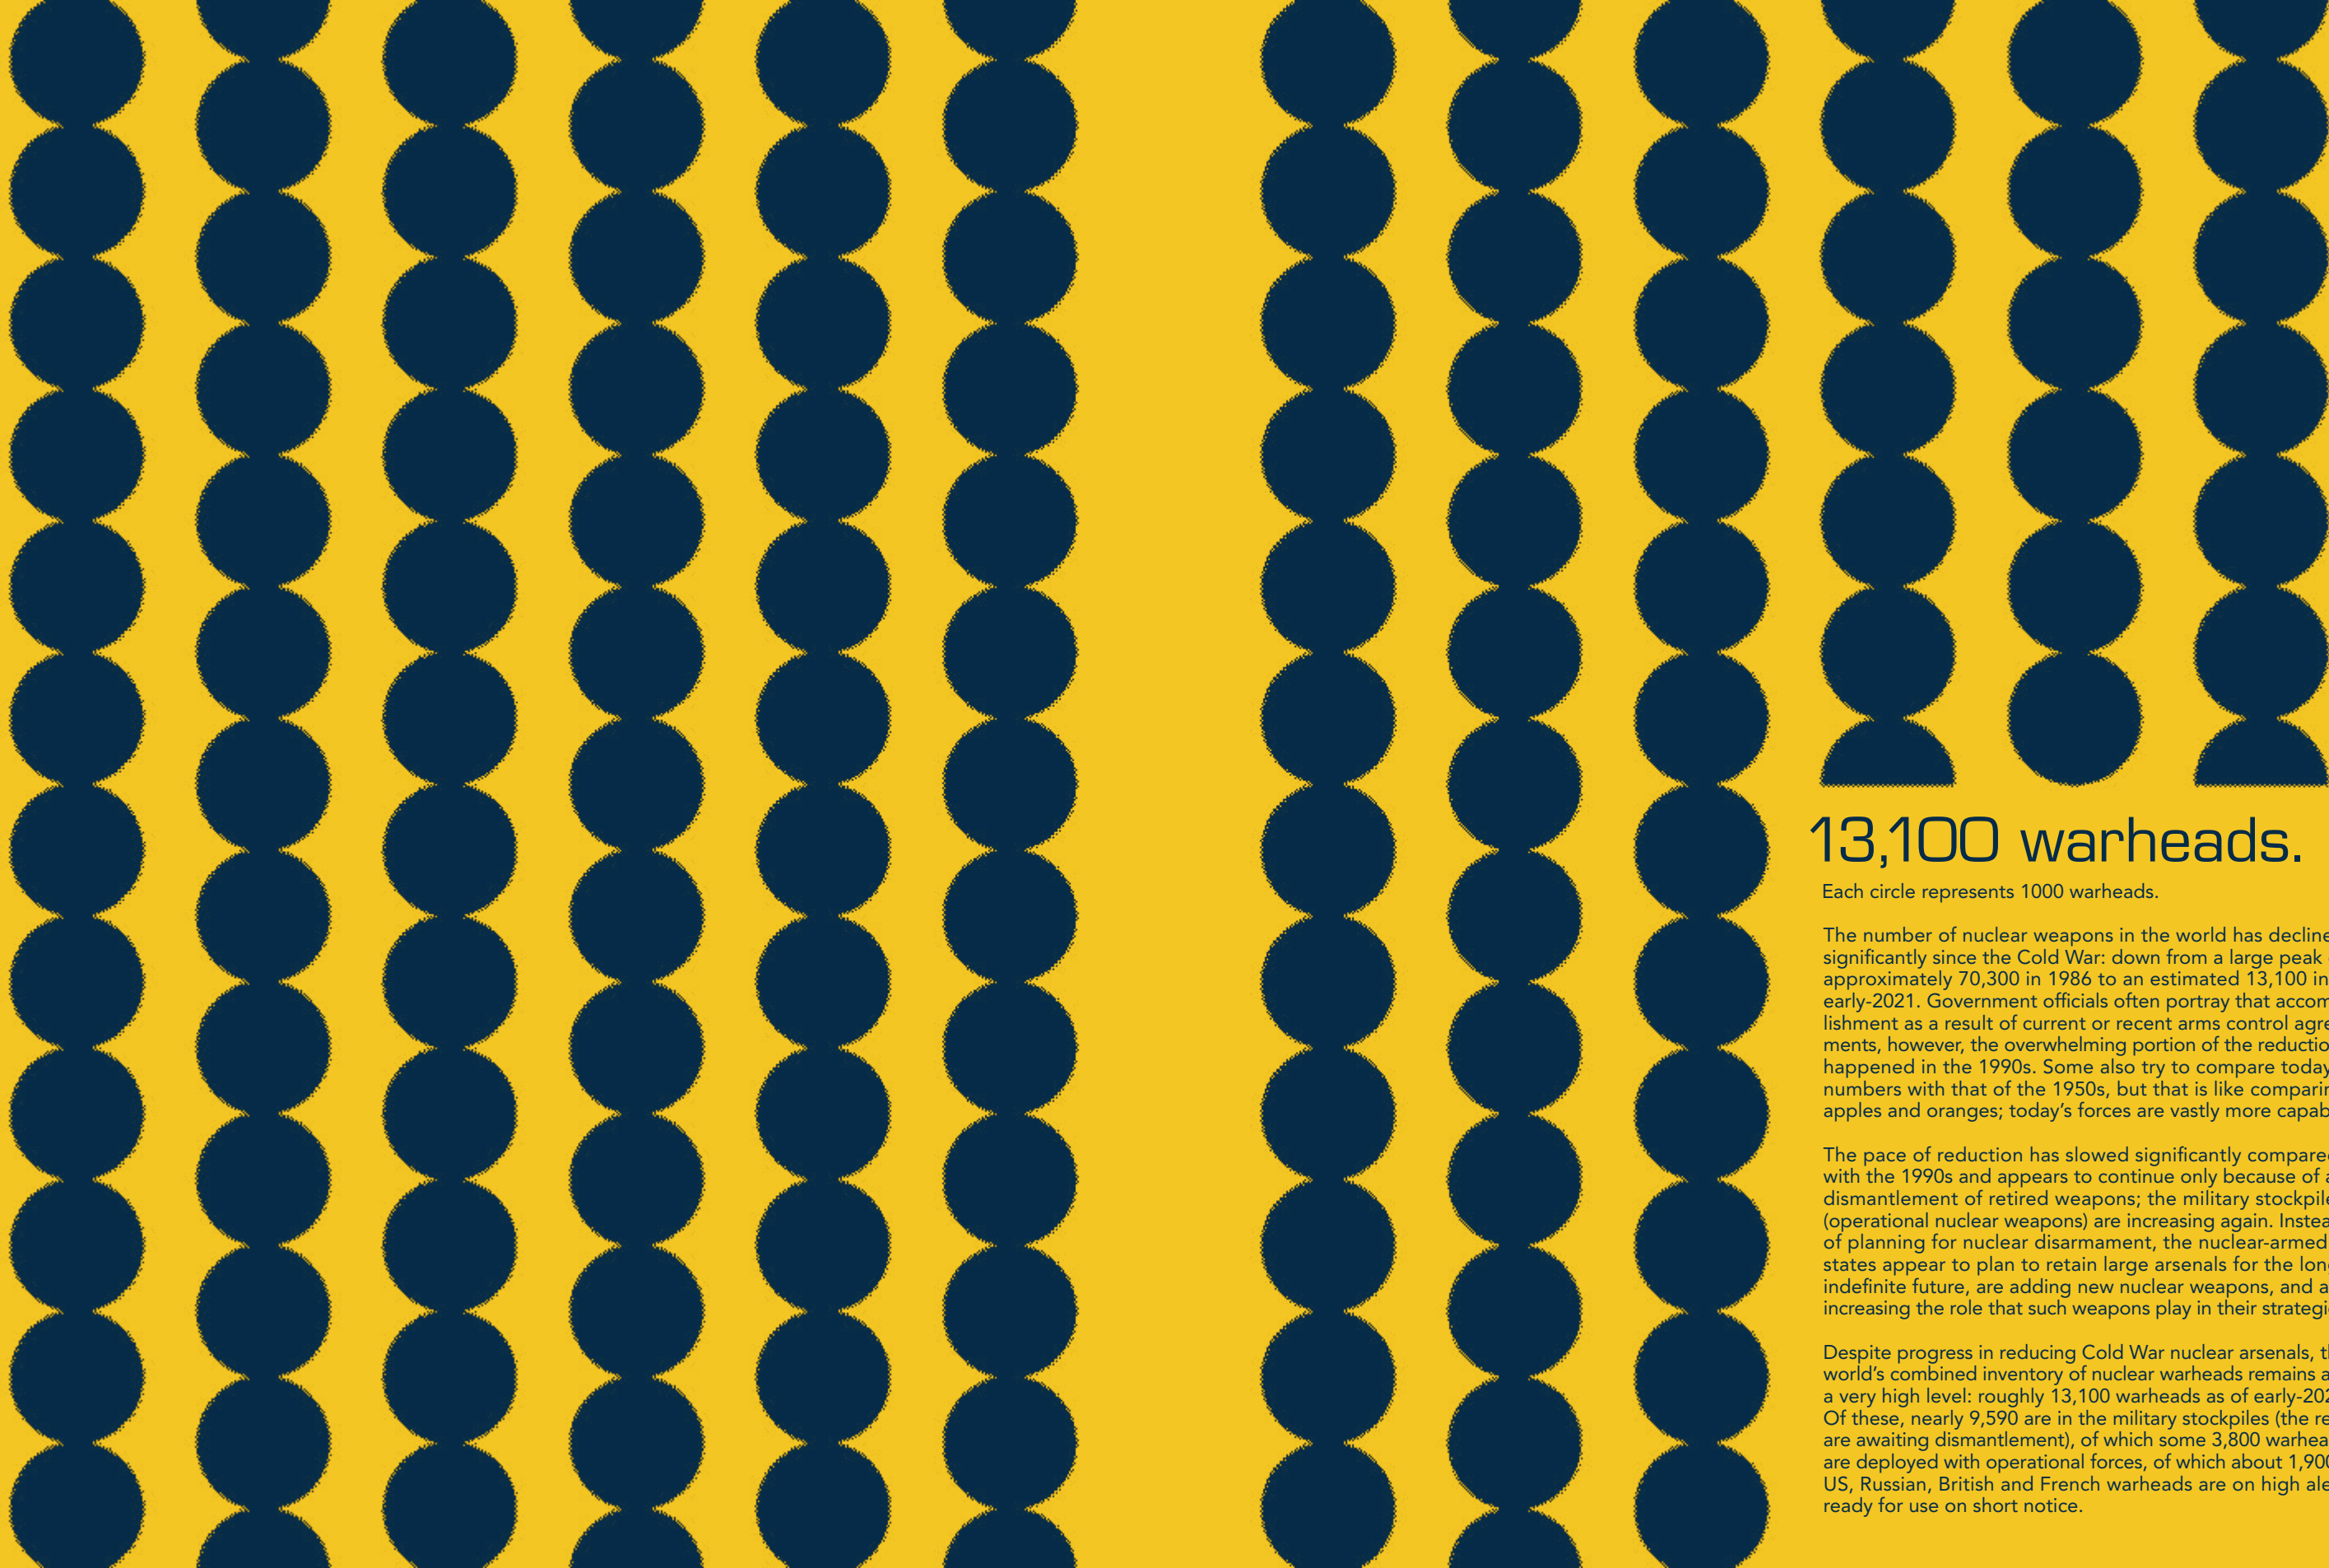 13,100 warheads.
Each circle represents 1000 warheads.
The number of nuclear weapons in the world has decline
significantly since the Cold War: down from a large peak
approximately 70,300 in 1986 to an estimated 13,100 in
early-2021. Government officials often portray that accom
lishment as a result of current or recent arms control agre
ments, however, the overwhelming portion of the reductio
happened in the 1990s. Some also try to compare today
numbers with that of the 1950s, but that is like comparin
apples and oranges; today’s forces are vastly more capab
The pace of reduction has slowed significantly compared
with the 1990s and appears to continue only because of a
dismantlement of retired weapons; the military stockpile
(operational nuclear weapons) are increasing again. Instea
of planning for nuclear disarmament, the nuclear-armed
states appear to plan to retain large arsenals for the long
indefinite future, are adding new nuclear weapons, and a
increasing the role that such weapons play in their strategi
Despite progress in reducing Cold War nuclear arsenals, th
world’s combined inventory of nuclear warheads remains a
a very high level: roughly 13,100 warheads as of early-202
Of these, nearly 9,590 are in the military stockpiles (the re
are awaiting dismantlement), of which some 3,800 warhea
are deployed with operational forces, of which about 1,900
US, Russian, British and French warheads are on high ale
ready for use on short notice.